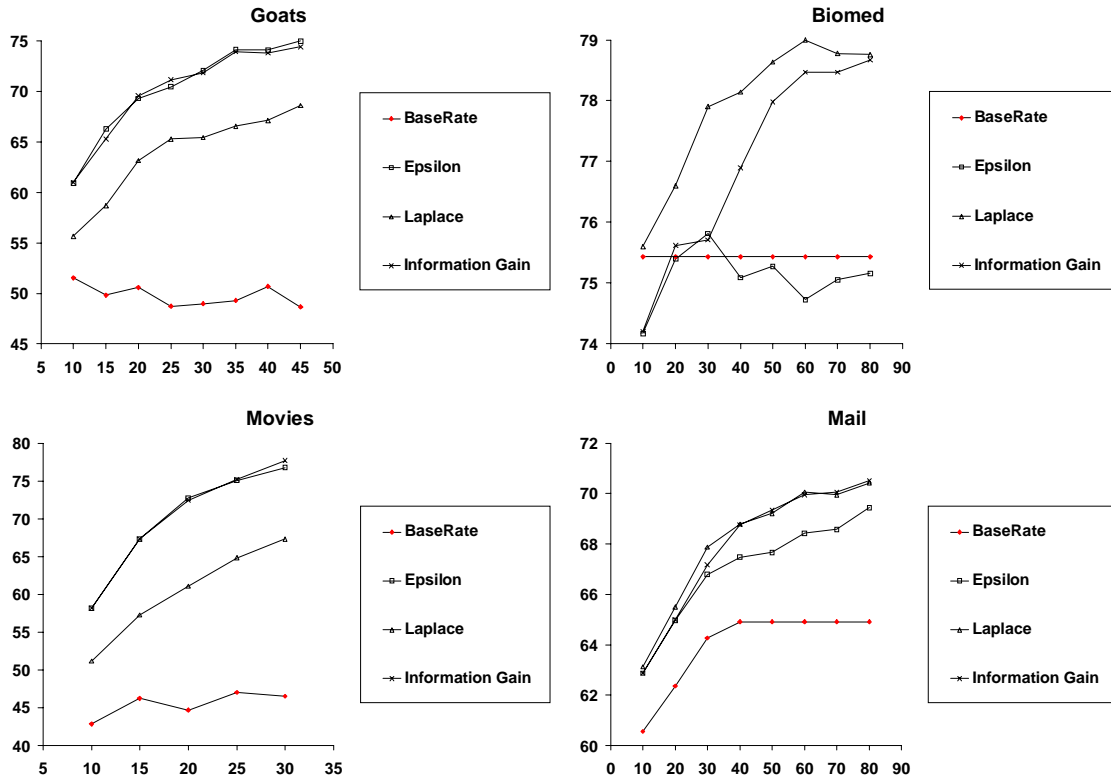 Goats
75
70
65
60
55
50
45
5 10 15 20 25 30 35 40 45 50
BaseRate
Epsilon
Laplace
Information Gain
Biomed
79
78
77
76
75
74
0 10 20 30 40 50 60 70 80 90
BaseRate
Epsilon
Laplace
Information Gain
Movies
80
75
70
65
60
55
50
45
40
5 10 15 20 25 30 35
BaseRate
Epsilon
Laplace
Information Gain
Mail
72
70
68
66
64
62
60
0 10 20 30 40 50 60 70 80 90
BaseRate
Epsilon
Laplace
Information Gain